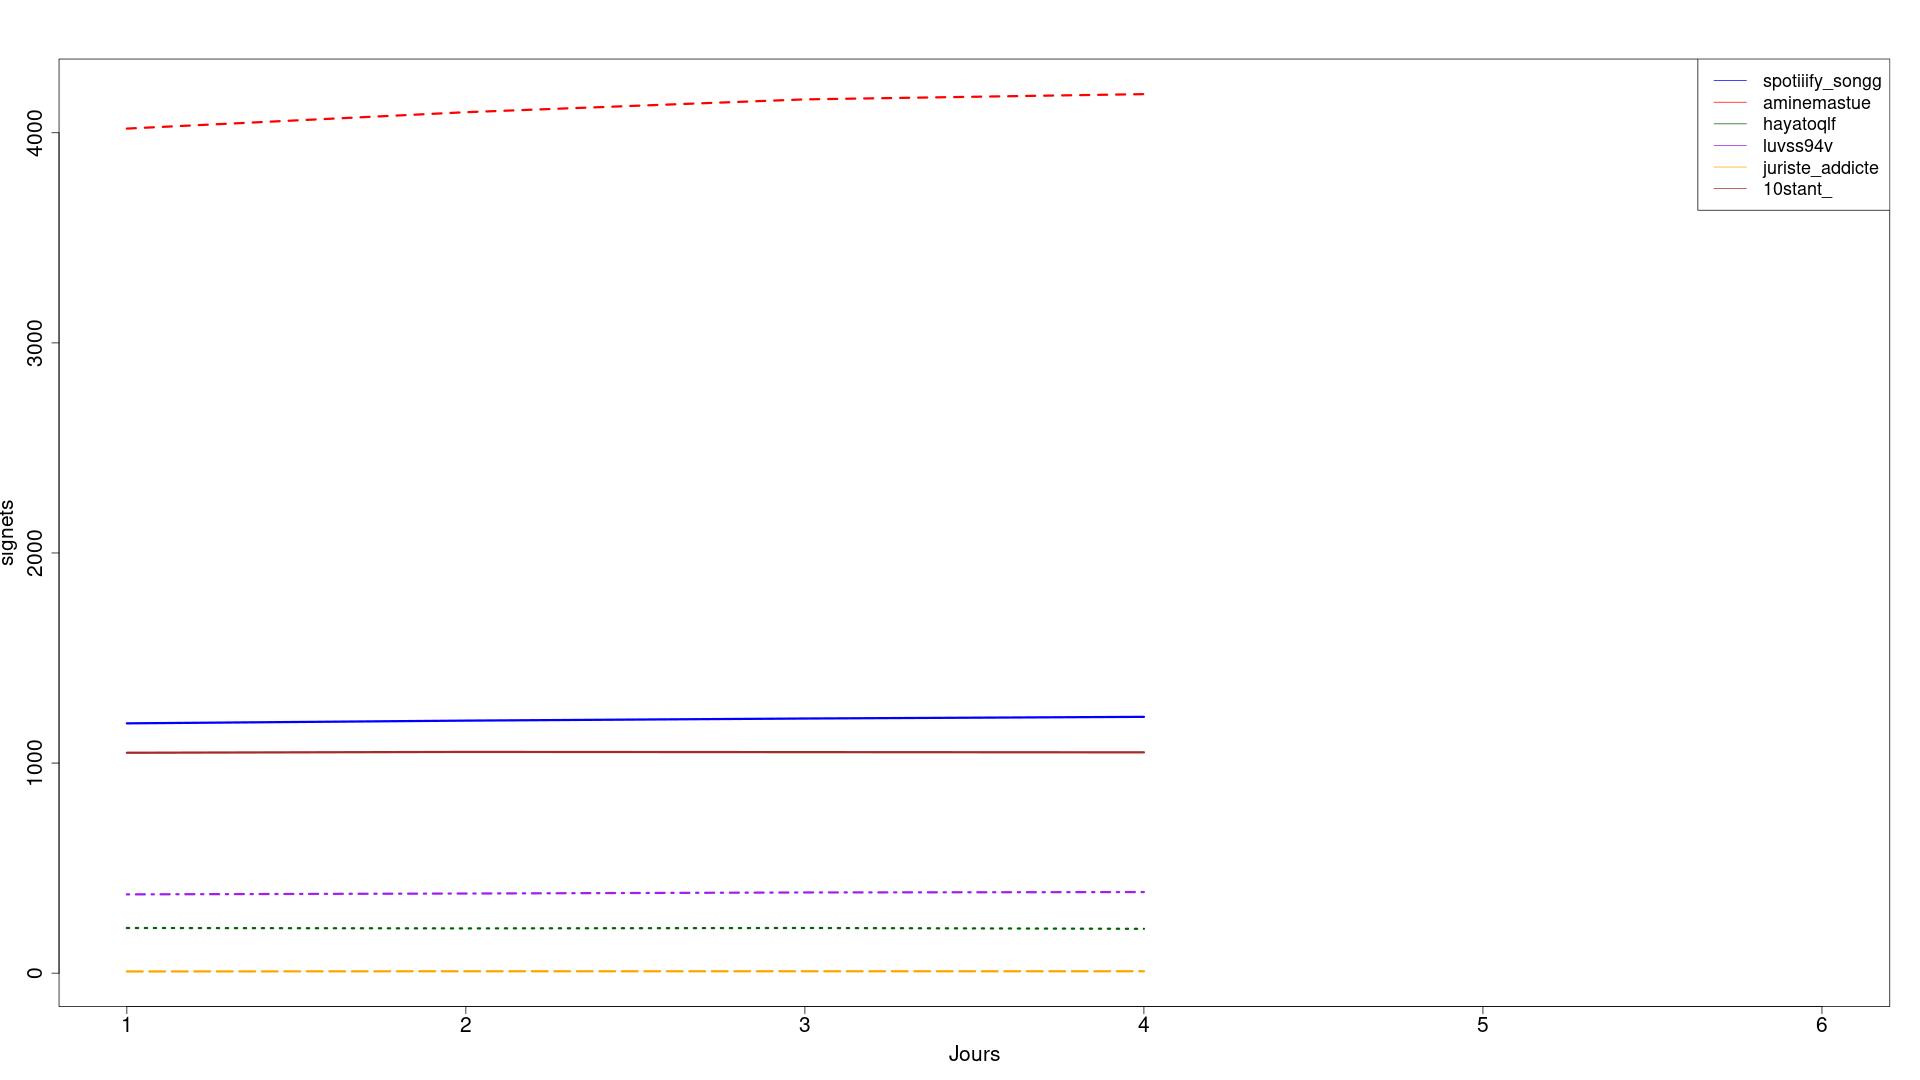 spotiiify_songg
aminemastue
hayatoqlf
luvss94v
juriste_addicte
10stant_
4000
3000
2000
1000
0
signets
1 2 3 4 5 6
Jours